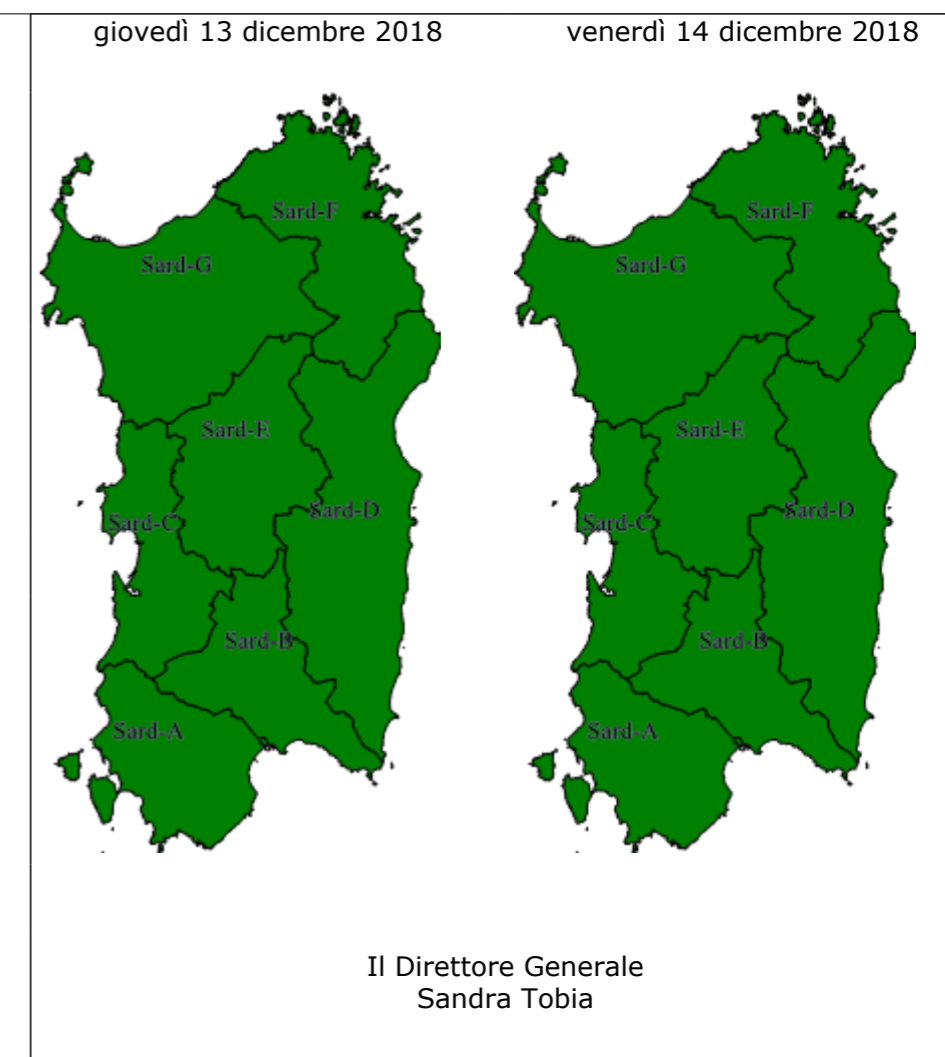 giovedì 13 dicembre 2018
venerdì 14 dicembre 2018
Sard-F
Sard-G
Sard-E
Sard-D
Sard-C
Sard-B
Sard-A
Sard-F
Sard-G
Sard-E
Sard-D
Sard-C
Sard-B
Sard-A
Il Direttore Generale
Sandra Tobia